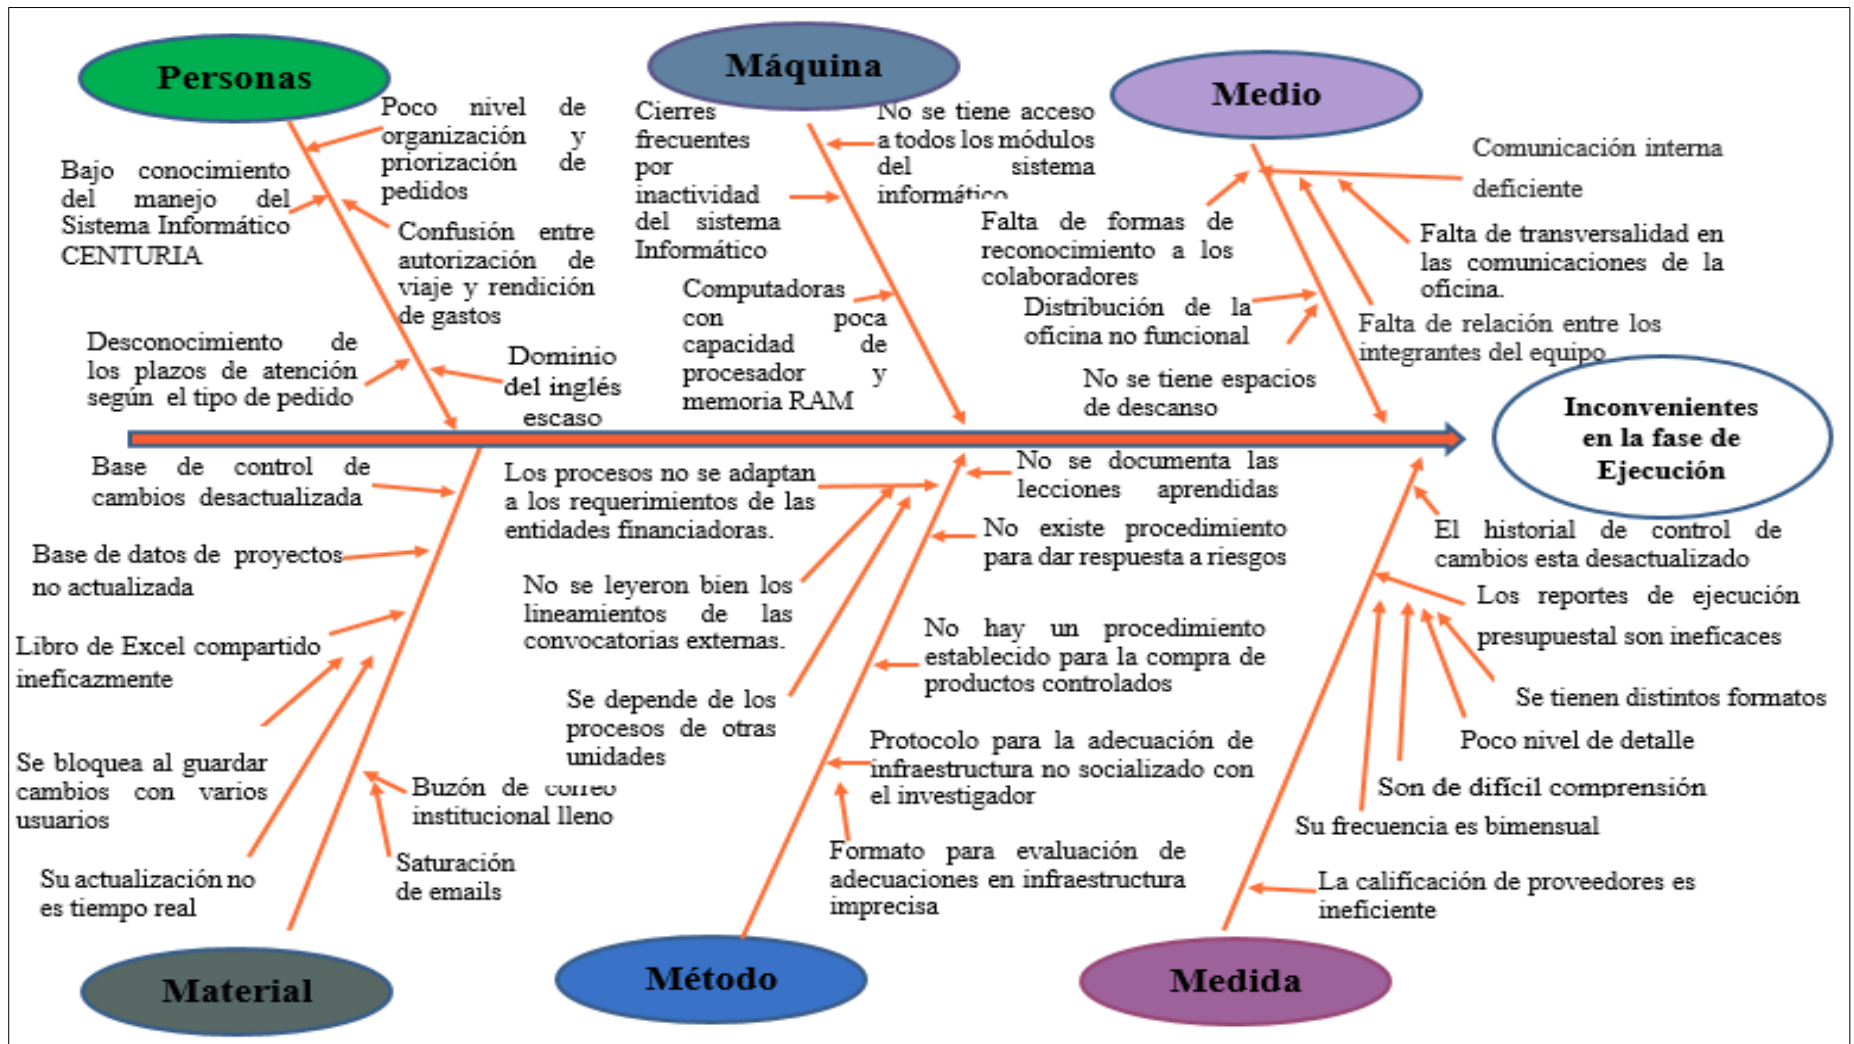 Personas
Máquina
Medio
Poco nivel de
organización y
priorización de
pedidos
Bajo conocimiento
del manejo del
Sistema Informático
CENTURIA
Confusión entre
autorización de
viaje y rendición
de gastos
Desconocimiento de
los plazos de atención
según el tipo de pedido
Dominio
del inglés
escaso
Cierres
frecuentes
por
inactividad
del sistema
Informático
No se tiene acceso
a todos los módulos
del sistema
informático
Computadoras
con poca
capacidad de
procesador y
memoria RAM
Falta de formas de
reconocimiento a los
colaboradores
Distribución de la
oficina no funcional
No se tiene espacios
de descanso
Comunicación interna
deficiente
Falta de transversalidad en
las comunicaciones de la
oficina.
Falta de relación entre los
integrantes del equipo
Inconvenientes
en la fase de
Ejecución
Base de control de
cambios desactualizada
Base de datos de proyectos
no actualizada
Libro de Excel compartido
ineficazmente
Se bloquea al guardar
cambios con varios
usuarios
Su actualización no
es tiempo real
Buzón de correo
institucional lleno
Saturación
de emails
Los procesos no se adaptan
a los requerimientos de las
entidades financiadoras.
No se leyeron bien los
lineamientos de las
convocatorias externas.
Se depende de los
procesos de otras
unidades
No se documenta las
lecciones aprendidas
No existe procedimiento
para dar respuesta a riesgos
No hay un procedimiento
establecido para la compra de
productos controlados
Protocolo para la adecuación de
infraestructura no socializado con
el investigador
Formato para evaluación de
adecuaciones en infraestructura
imprecisa
El historial de control de
cambios esta desactualizado
Los reportes de ejecución
presupuestal son ineficaces
Se tienen distintos formatos
Poco nivel de detalle
Son de difícil comprensión
Su frecuencia es bimensual
La calificación de proveedores es
ineficiente
Material
Método
Medida